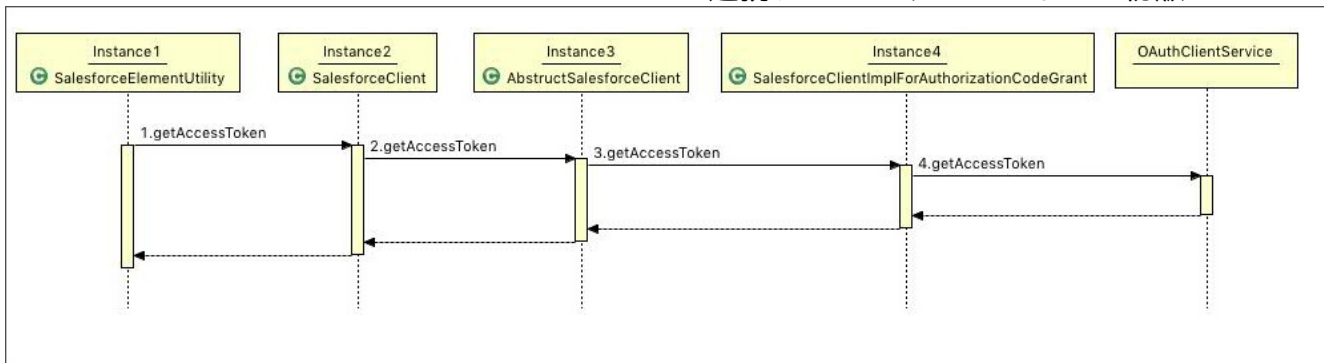 Instance1
SalesforceElementUtility
Instance2
SalesforceClient
Instance3
AbstructSalesforceClient
Instance4
SalesforceClientImplForAuthorizationCodeGrant
OAuthClientService
1.getAccessToken
2.getAccessToken
3.getAccessToken
4.getAccessToken